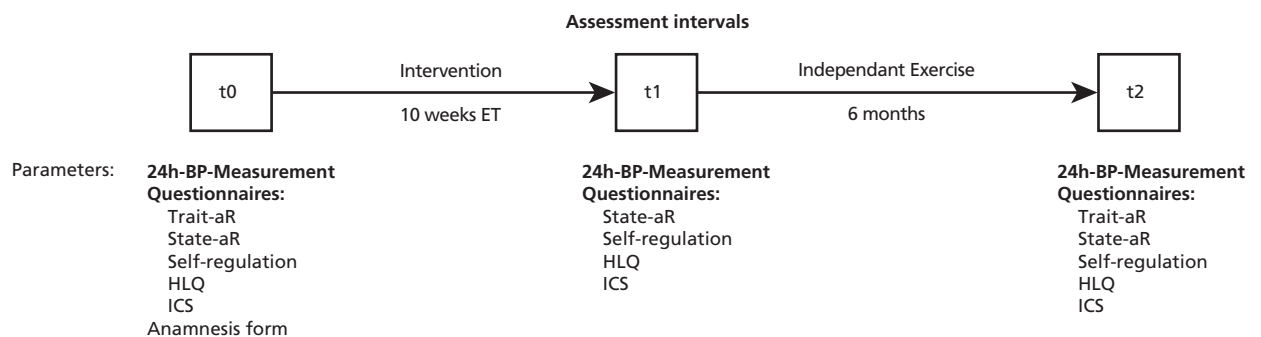 Assessment intervals
t0
Intervention
10 weeks ET
t1
Independant Exercise
6 months
t2
Parameters:
24h-BP-Measurement
Questionnaires:
Trait-aR
State-aR
Self-regulation
HLQ
ICS
Anamnesis form
24h-BP-Measurement
Questionnaires:
State-aR
Self-regulation
HLQ
ICS
24h-BP-Measurement
Questionnaires:
Trait-aR
State-aR
Self-regulation
HLQ
ICS